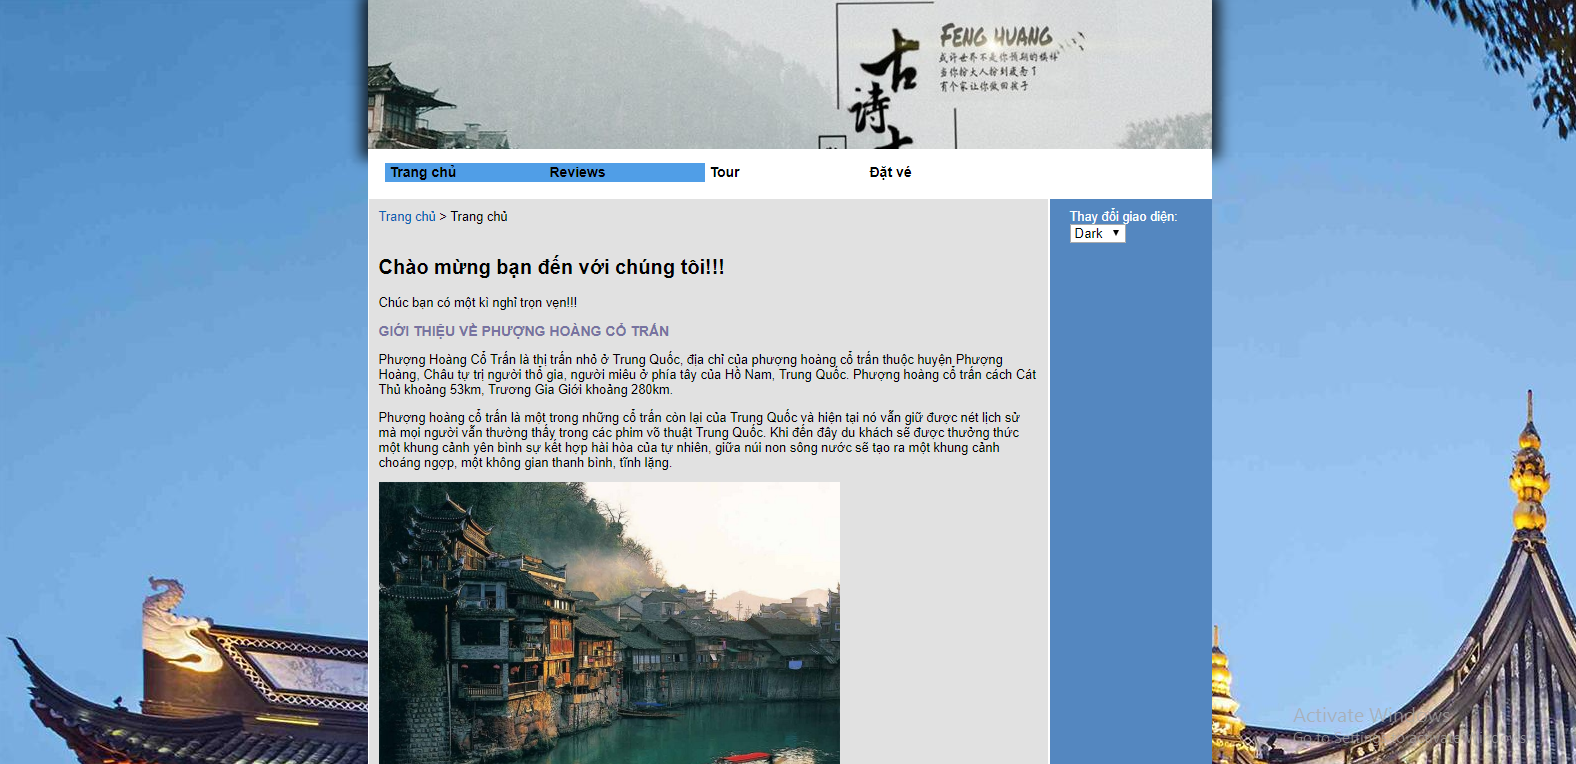 古诗
FENG HUANG
或许世界不是你预期的模样
当你扮大人扮到疲惫了
有个家让你做回孩子
Trang chủ Reviews Tour Đặt vé
Trang chủ > Trang chủ
Thay đổi giao diện:
Dark
Chào mừng bạn đến với chúng tôi!!!
Chúc bạn có một kì nghỉ trọn vẹn!!!
GIỚI THIỆU VỀ PHƯỢNG HOÀNG CỔ TRẤN
Phượng Hoàng Cổ Trấn là thị trấn nhỏ ở Trung Quốc, địa chỉ của phượng hoàng cổ trấn thuộc huyện Phượng
Hoàng, Châu tự trị người thổ gia, người miêu ở phía tây của Hồ Nam, Trung Quốc. Phượng hoàng cổ trấn cách Cát
Thủ khoảng 53km, Trương Gia Giới khoảng 280km.
Phượng hoàng cổ trấn là một trong những cổ trấn còn lại của Trung Quốc và hiện tại nó vẫn giữ được nét lịch sử
mà mọi người vẫn thường thấy trong các phim võ thuật Trung Quốc. Khi đến đây du khách sẽ được thưởng thức
một khung cảnh yên bình sự kết hợp hài hòa của tự nhiên, giữa núi non sông nước sẽ tạo ra một khung cảnh
choáng ngợp, một không gian thanh bình, tĩnh lặng.
Activate Windows
Go to Settings to activate Windows.